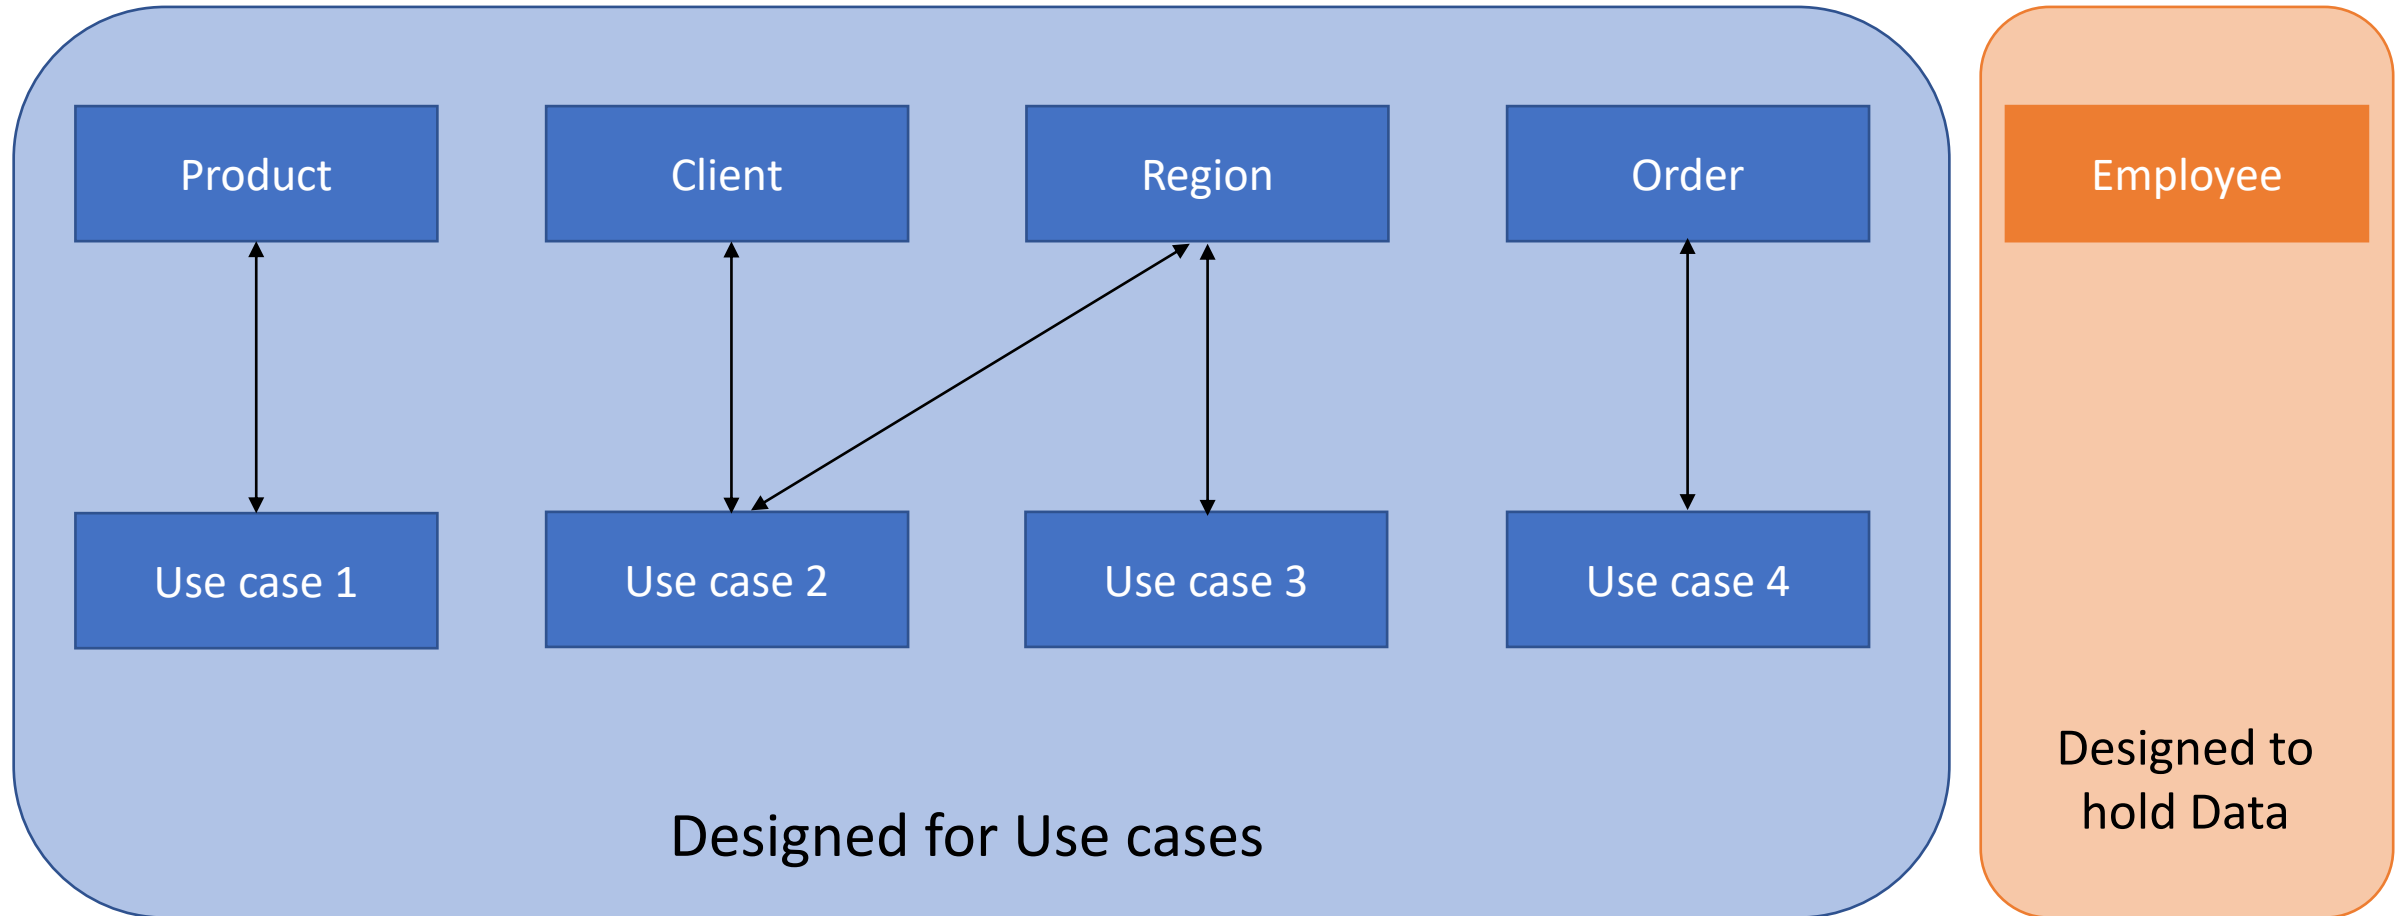 Product
Client
Region
Order
Employee
Use case 1
Use case 2
Use case 3
Use case 4
Designed for Use cases
Designed to
hold Data